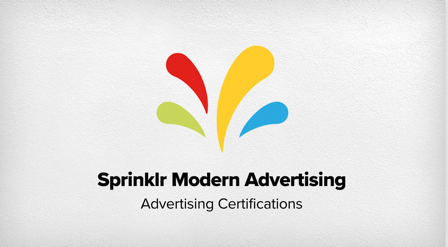 Sprinklr Modern Advertising
Advertising Certifications